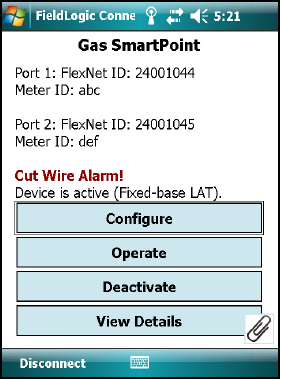 FieldLogic Conne 5:21
Gas SmartPoint
Port 1: FlexNet ID: 24001044
Meter ID: abc
Port 2: FlexNet ID: 24001045
Meter ID: def
Cut Wire Alarm!
Device is active (Fixed-base LAT).
Configure
Operate
Deactivate
View Details
Disconnect